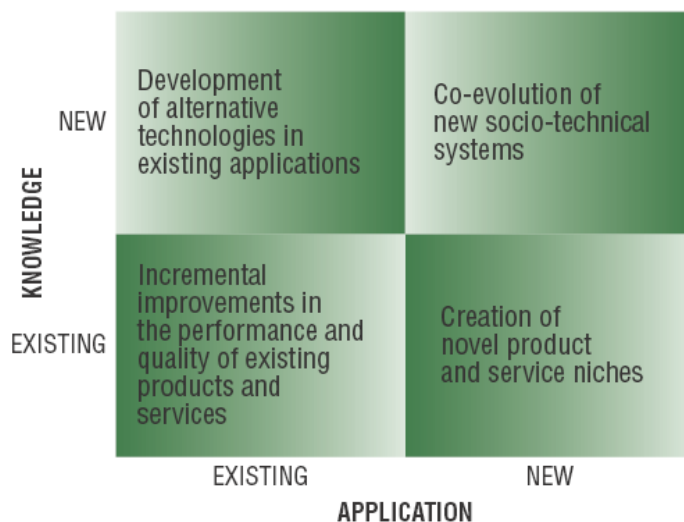 Development
of alternative
technologies in
existing applications
Co-evolution of
new socio-technical
systems
NEW
KNOWLEDGE
Incremental
improvements in
the performance and
quality of existing
products and
services
Creation of
novel product
and service niches
EXISTING
EXISTING
NEW
APPLICATION